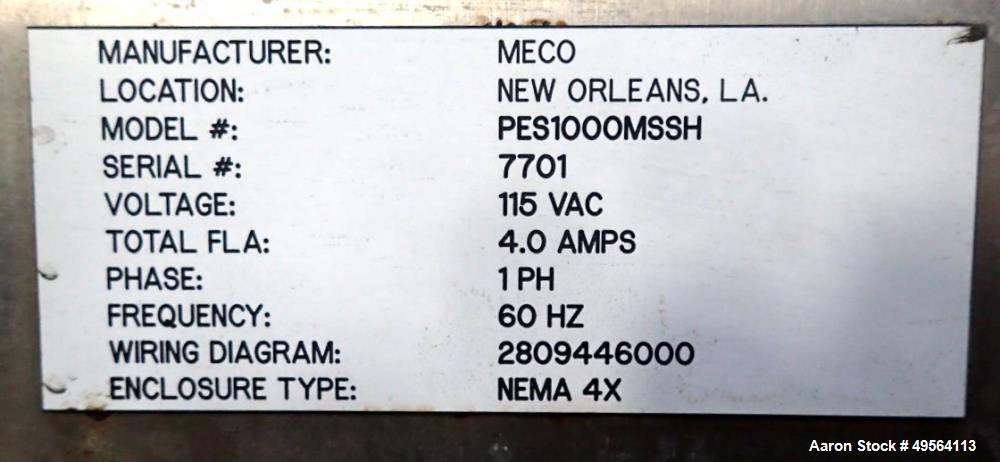 MANUFACTURER: MECO
LOCATION: NEW ORLEANS, LA.
MODEL #: PES1000MSSH
SERIAL #: 7701
VOLTAGE: 115 VAC
TOTAL FLA: 4.0 AMPS
PHASE: 1 PH
FREQUENCY: 60 HZ
WIRING DIAGRAM: 2809446000
ENCLOSURE TYPE: NEMA 4X
Aaron Stock # 49564113